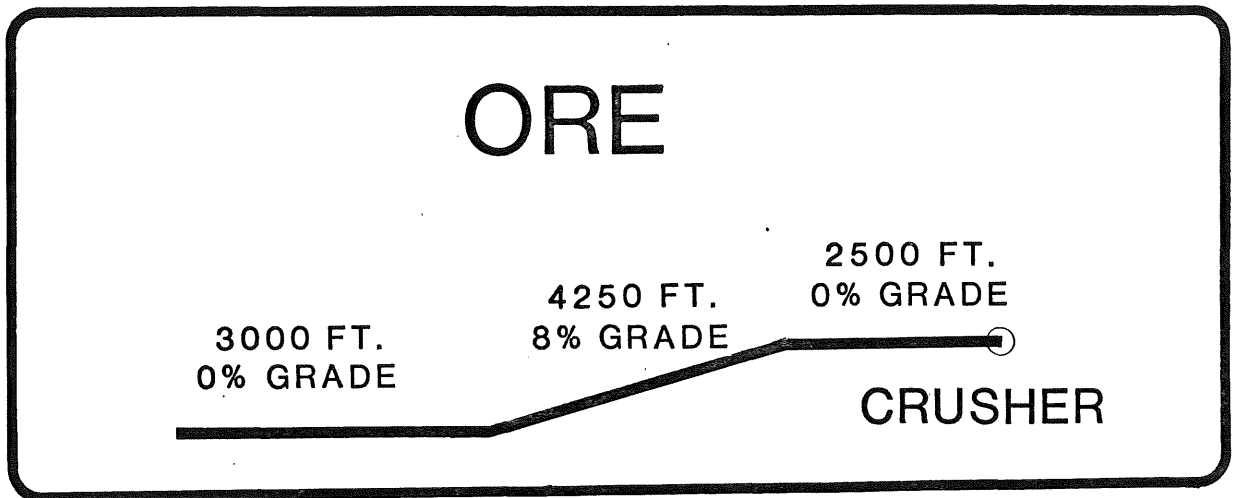 ORE
3000 FT.
0% GRADE
4250 FT.
8% GRADE
2500 FT.
0% GRADE
CRUSHER